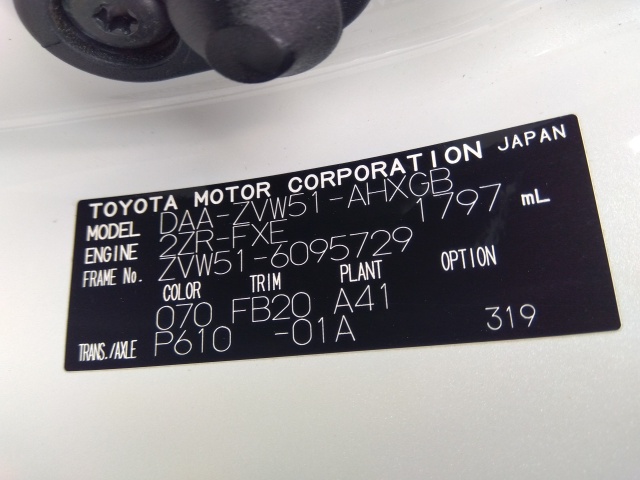 TOYOTA MOTOR CORPORATION JAPAN
MODEL DAA-ZVW51-AHXGB
ENGINE 2ZR-FXE 1797 mL
FRAME No. ZVW51-6095729
COLOR TRIM PLANT OPTION
070 FB20 A41
TRANS./AXLE P610 -01A 319